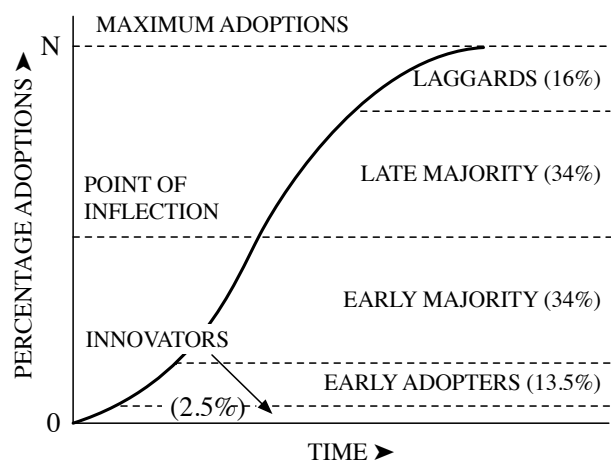 MAXIMUM ADOPTIONS
N
LAGGARDS (16%)
LATE MAJORITY (34%)
POINT OF
INFLECTION
EARLY MAJORITY (34%)
INNOVATORS
EARLY ADOPTERS (13.5%)
(2.5%)
0
TIME ➤
PERCENTAGE ADOPTIONS ➤